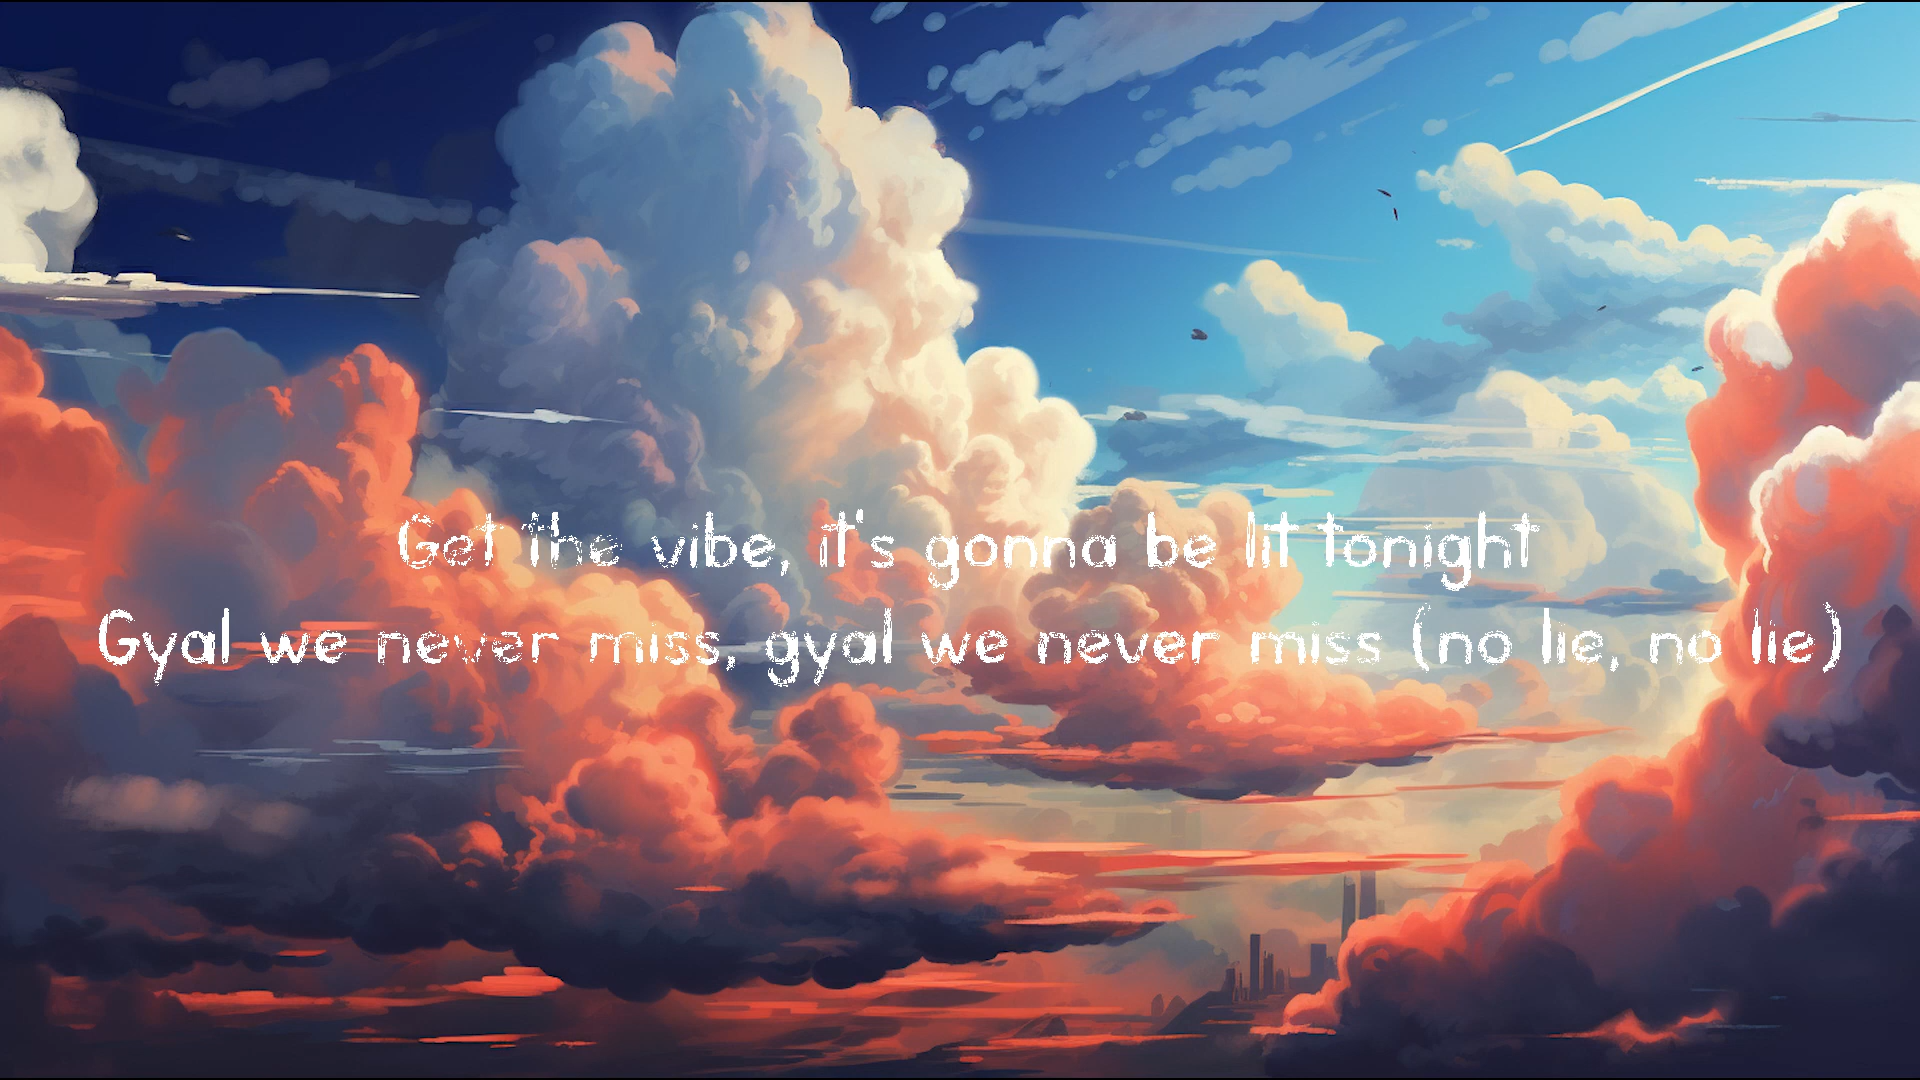 Get the vibe, it's gonna be lit tonight
Gyal we never miss, gyal we never miss (no lie, no lie)